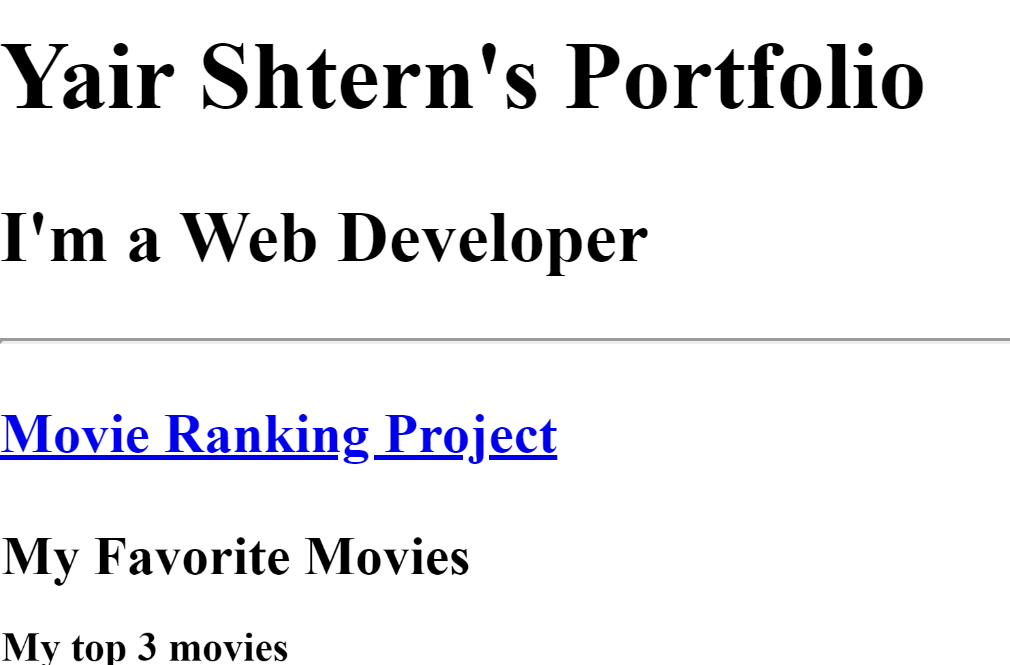 Yair Shtern's Portfolio
I'm a Web Developer
Movie Ranking Project
My Favorite Movies
My top 3 movies